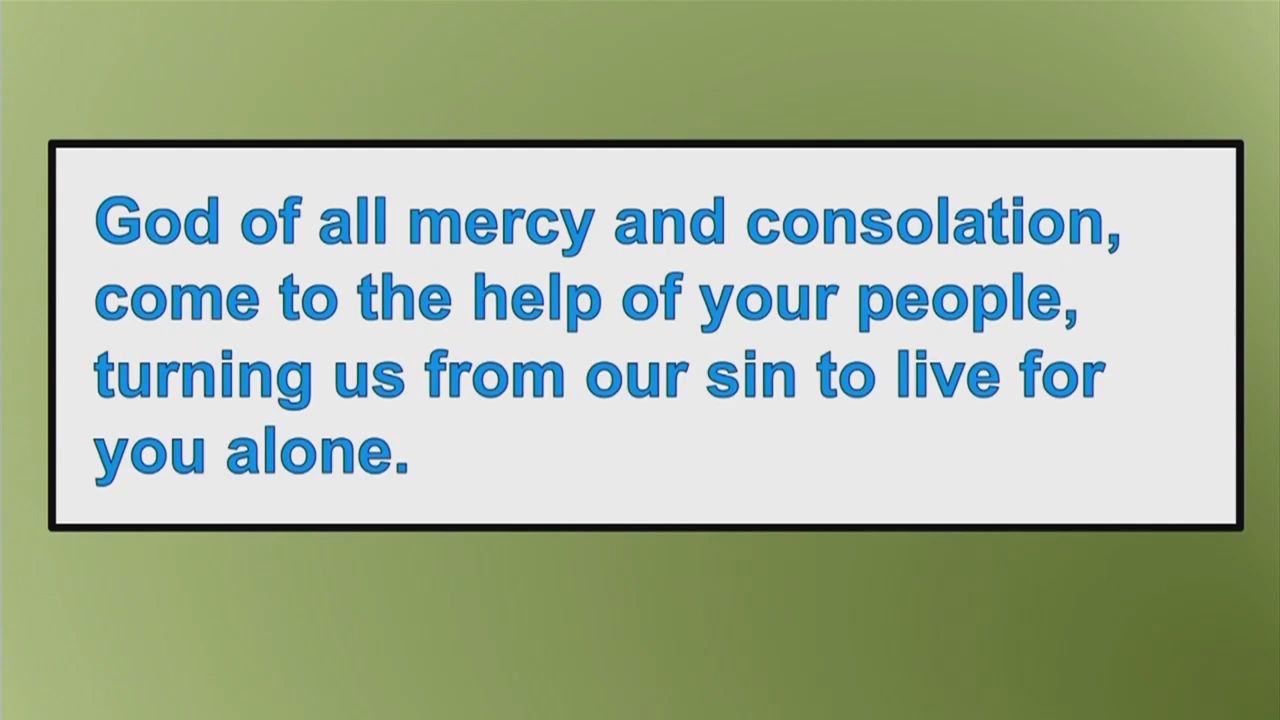 God of all mercy and consolation,
come to the help of your people,
turning us from our sin to live for
you alone.